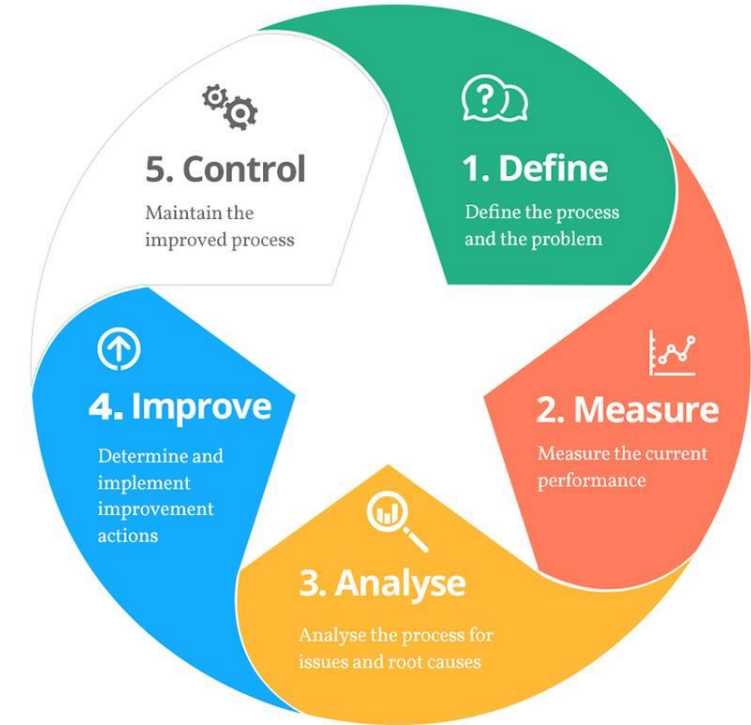 1. Define
Define the process
and the problem
2. Measure
Measure the current
performance
3. Analyse
Analyse the process for
issues and root causes
4. Improve
Determine and
implement
improvement
actions
5. Control
Maintain the
improved process
?